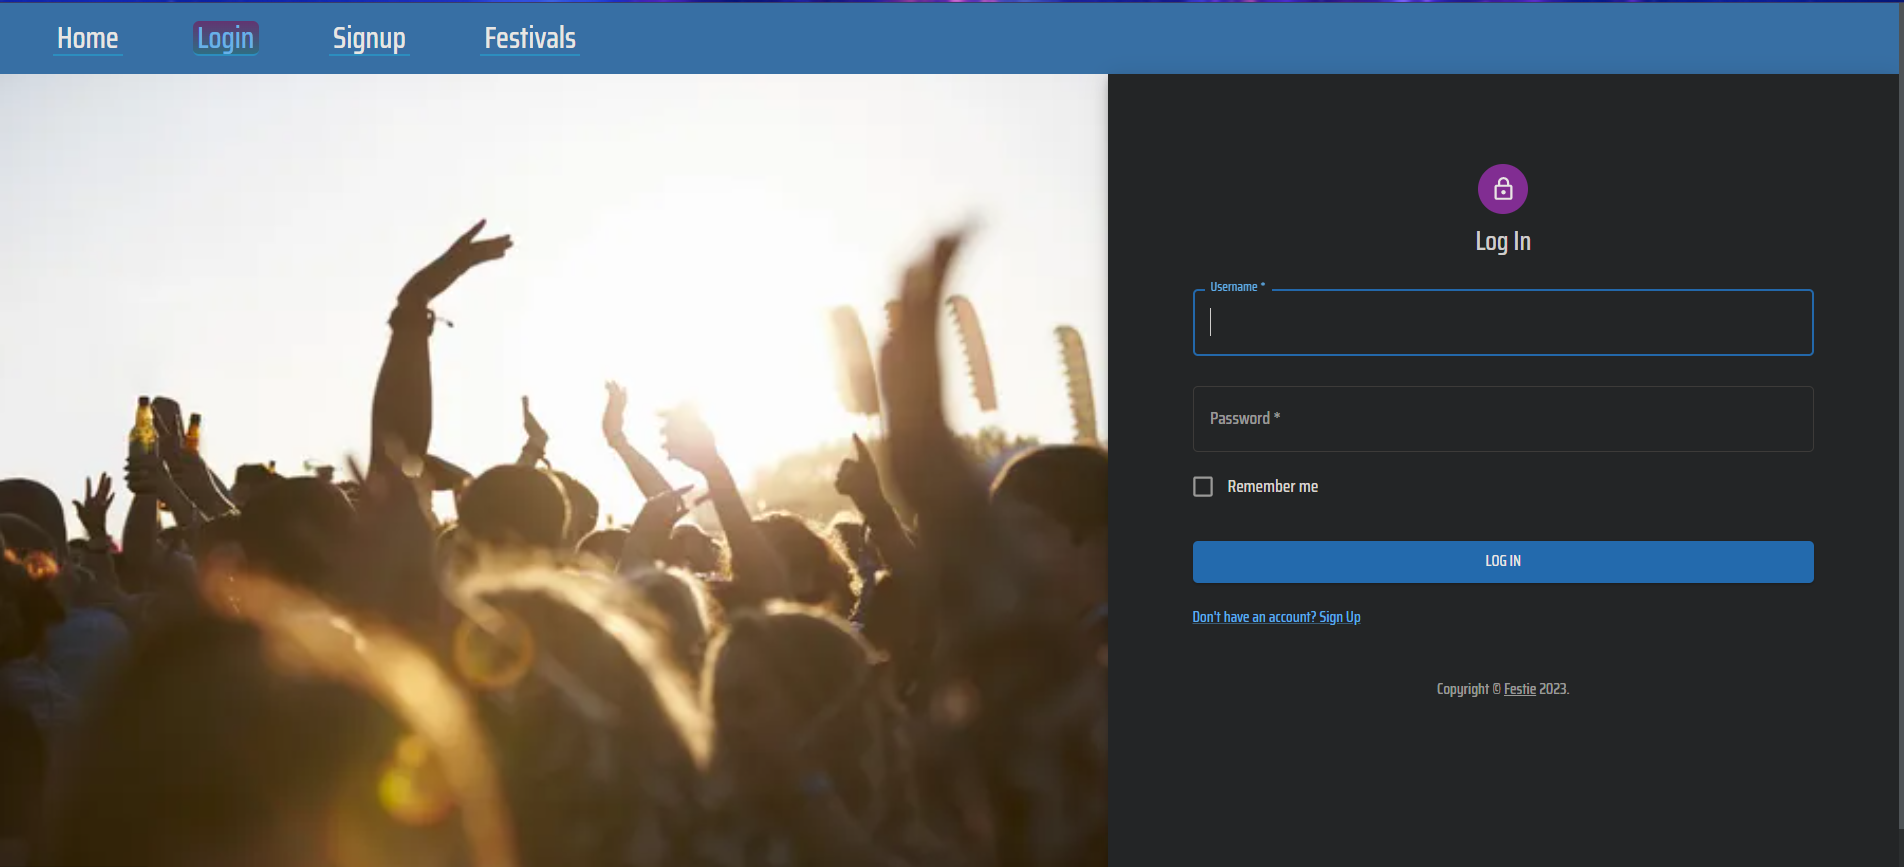 Home Login Signup Festivals
Log In
Username *
Password *
Remember me
LOG IN
Don't have an account? Sign Up
Copyright © Festie 2023.